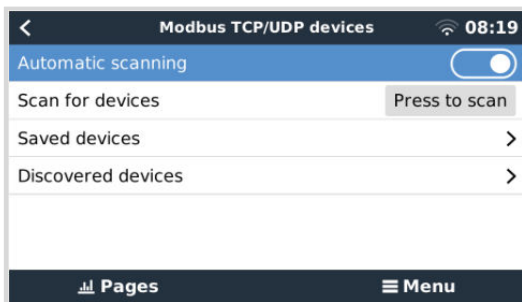 Modbus TCP/UDP devices 08:19
Automatic scanning
Scan for devices Press to scan
Saved devices
Discovered devices
Pages Menu